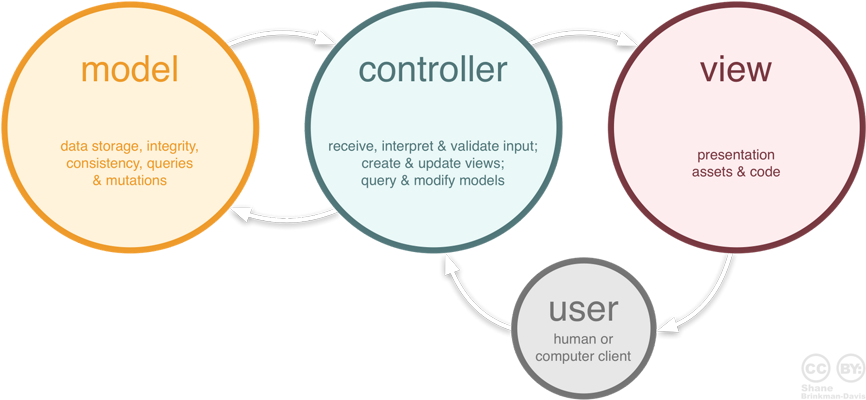 model
data storage, integrity,
consistency, queries
& mutations
controller
receive, interpret & validate input;
create & update views;
query & modify models
view
presentation
assets & code
user
human or
computer client
CC BY:
Shane
Brinkman-Davis